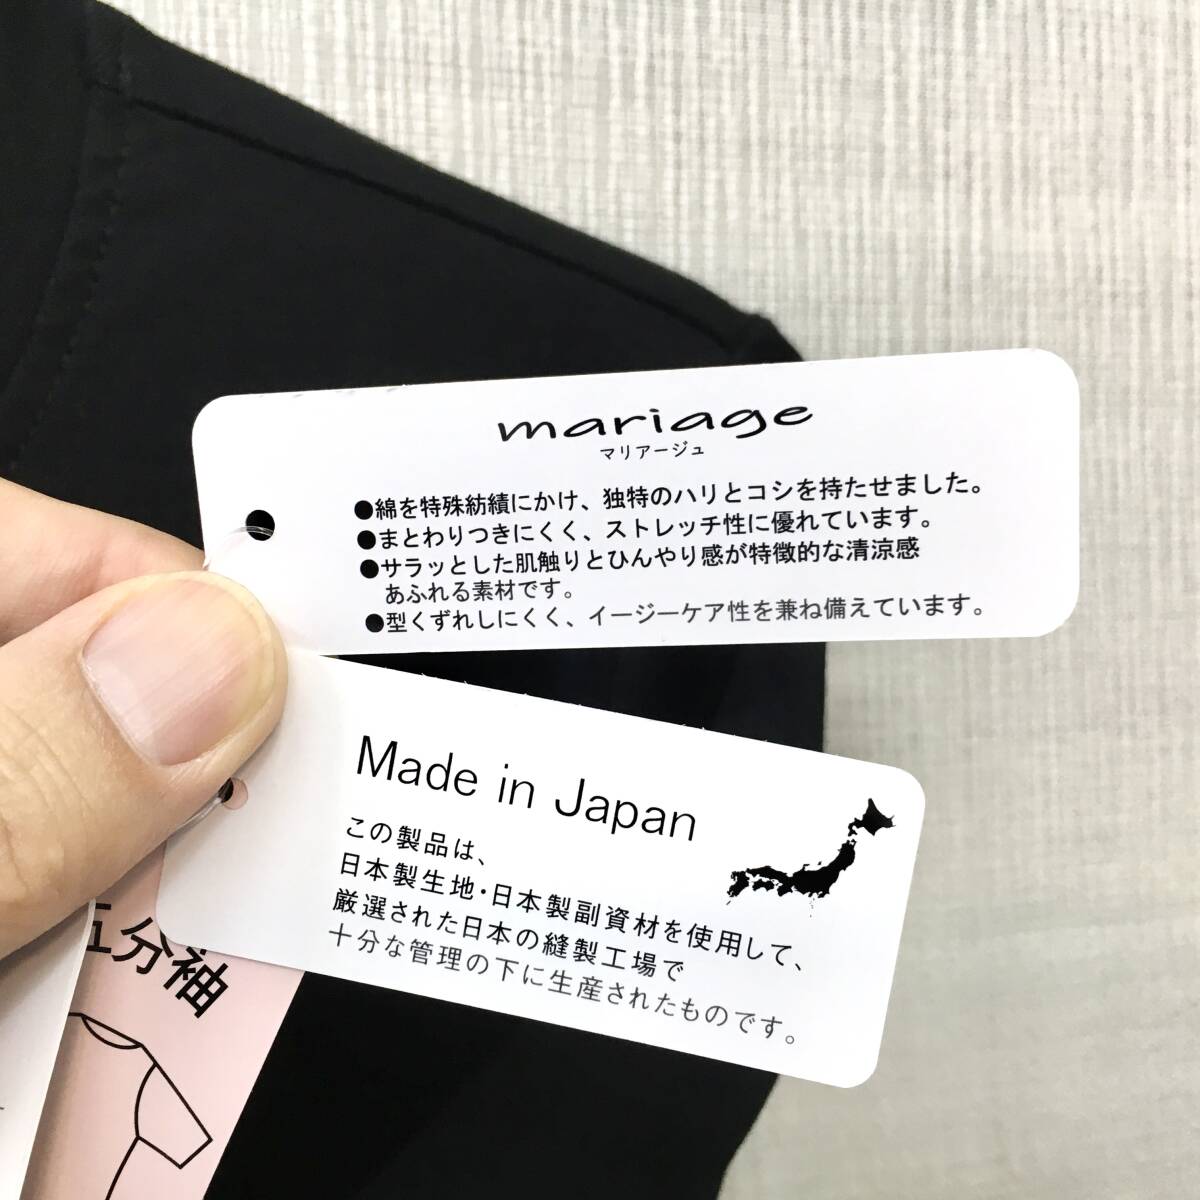 mariage
マリアージュ
●綿を特殊紡績にかけ、独特のハリとコシを持たせました。
●まとわりつきにくく、ストレッチ性に優れています。
●サラッとした肌触りとひんやり感が特徴的な清涼感
あふれる素材です。
●型くずれしにくく、イージーケア性を兼ね備えています。
Made in Japan
この製品は、
日本製生地・日本製副資材を使用して、
厳選された日本の縫製工場で
十分な管理の下に生産されたものです。
五分袖